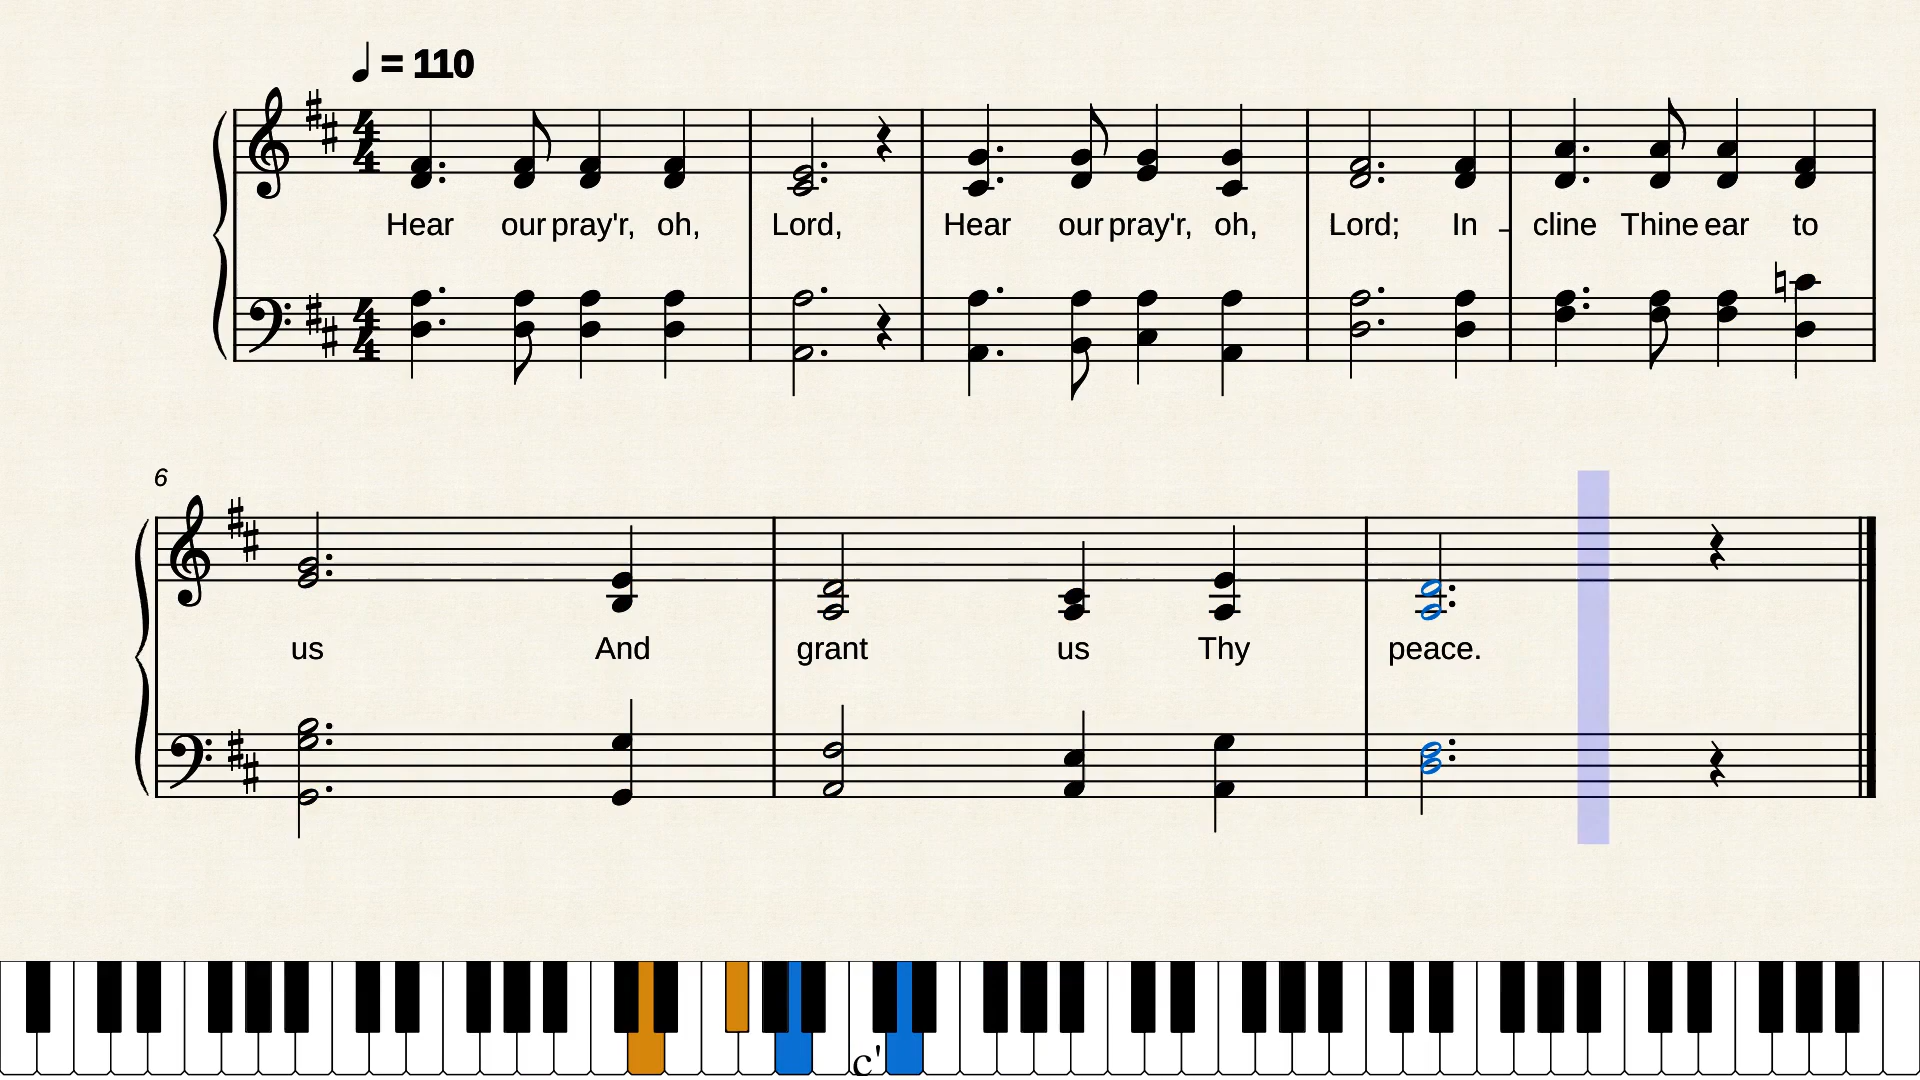 ♩ = 110
Hear our pray'r, oh, Lord, Hear our pray'r, oh, Lord; In - cline Thine ear to
6
us And grant us Thy peace.
c'